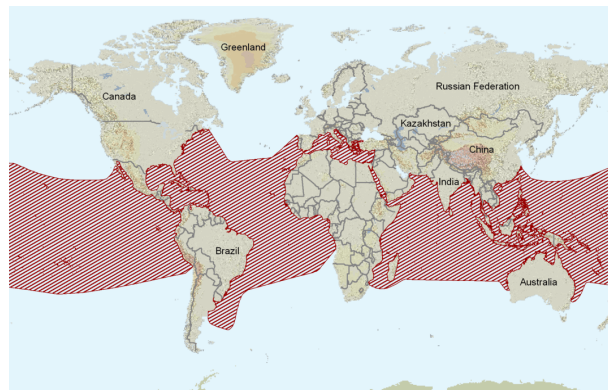 Greenland
Russian Federation
Canada
Kazakhstan
China
India
Brazil
Australia